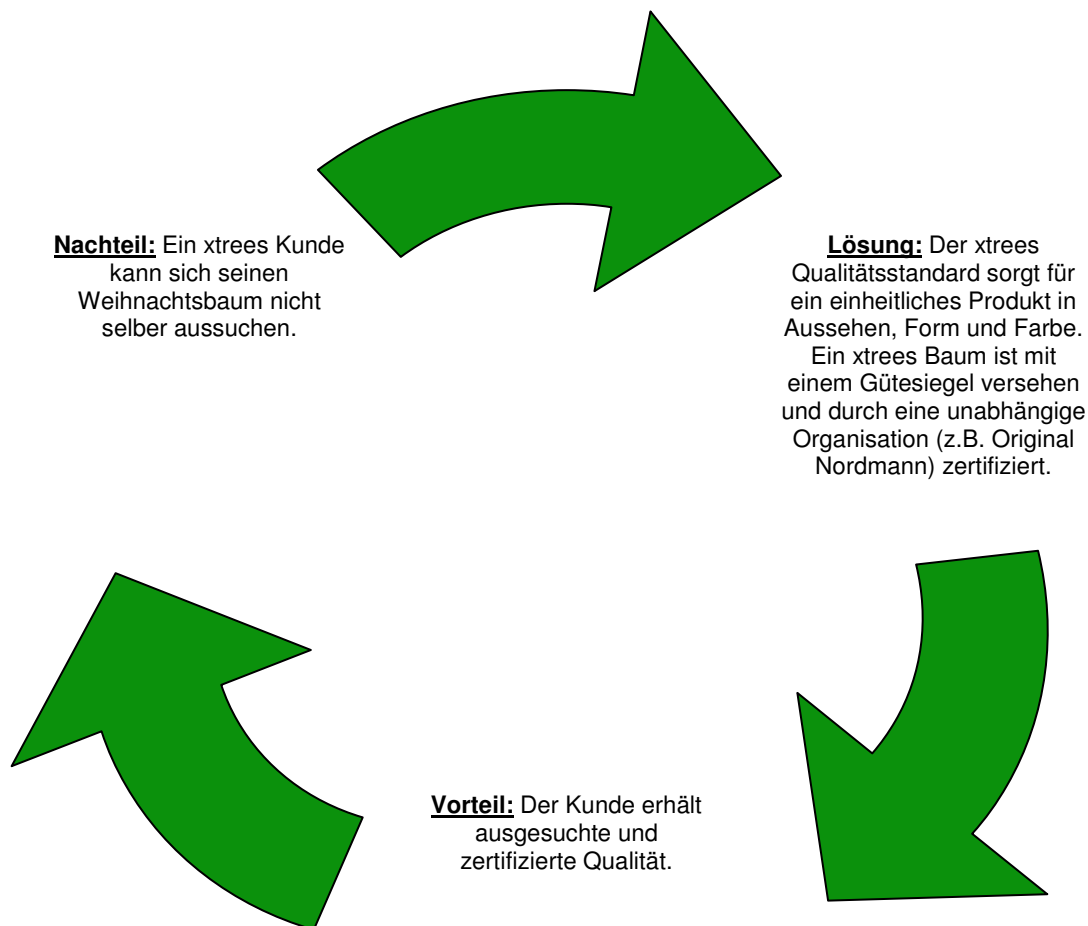 Nachteil: Ein xtrees Kunde
kann sich seinen
Weihnachtsbaum nicht
selber aussuchen.
Lösung: Der xtrees
Qualitätsstandard sorgt für
ein einheitliches Produkt in
Aussehen, Form und Farbe.
Ein xtrees Baum ist mit
einem Gütesiegel versehen
und durch eine unabhängige
Organisation (z.B. Original
Nordmann) zertifiziert.
Vorteil: Der Kunde erhält
ausgesuchte und
zertifizierte Qualität.